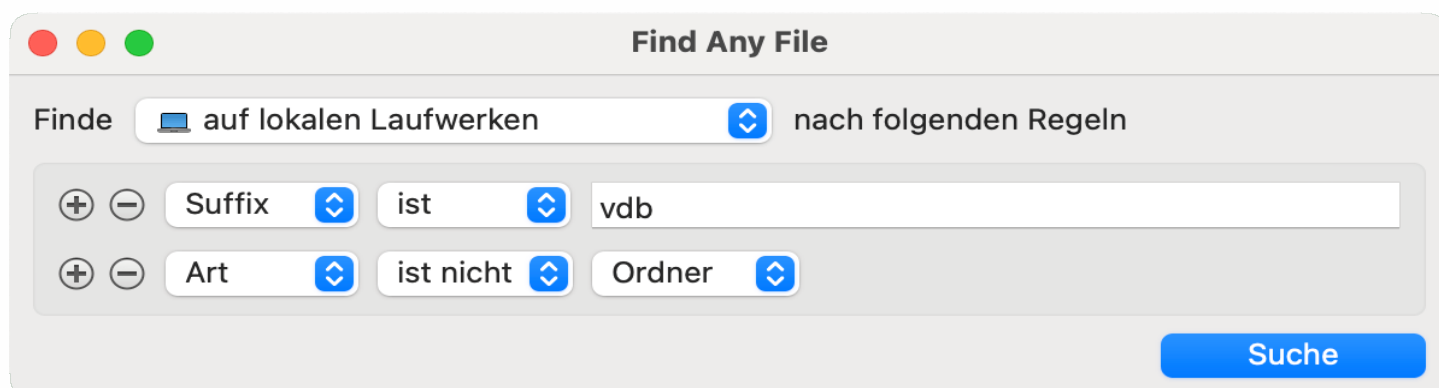 Find Any File
Finde auf lokalen Laufwerken nach folgenden Regeln
Suffix ist vdb
Art ist nicht Ordner
Suche